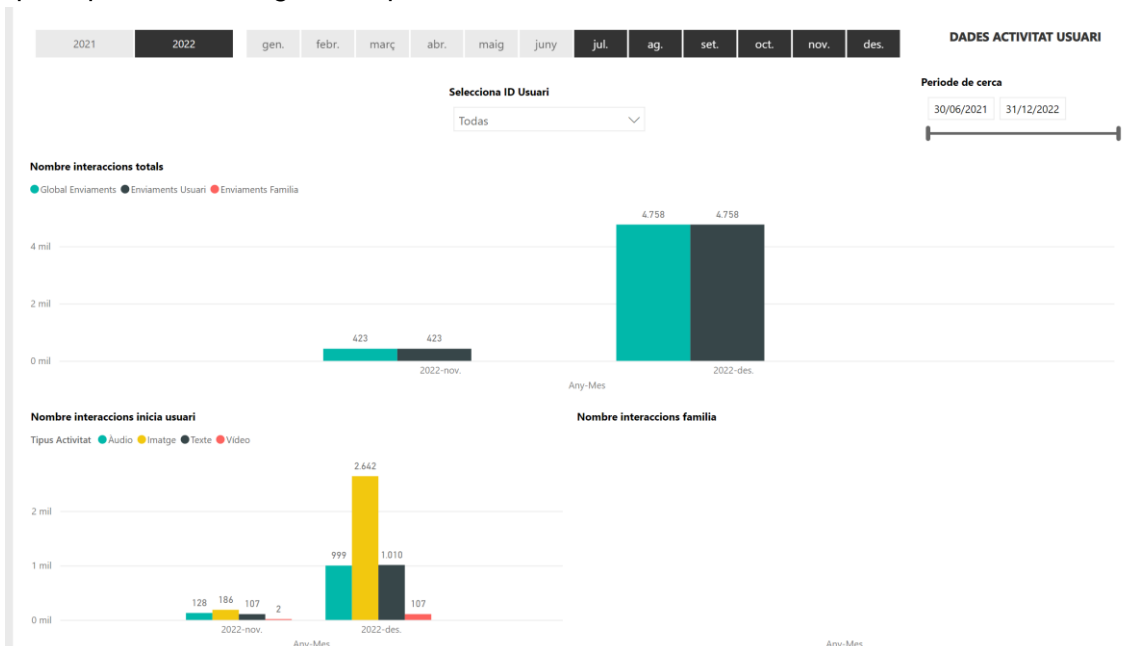 2021 2022 gen. febr. març abr. maig juny jul. ag. set. oct. nov. des. DADES ACTIVITAT USUARI
Periode de cerca
Selecciona ID Usuari
30/06/2021 31/12/2022
Todas
Nombre interaccions totals
Global Enviaments Enviaments Usuari Enviaments Familia
4.758 4.758
4 mil
2 mil
423 423
0 mil
2022-nov. 2022-des.
Any-Mes
Nombre interaccions inicia usuari
Tipus Activitat Àudio Imatge Texte Vídeo
2.642
2 mil
999 1.010
1 mil
128 186 107 2 107
0 mil
2022-nov. 2022-des.
Any-Mes
Nombre interaccions familia
Any-Mes